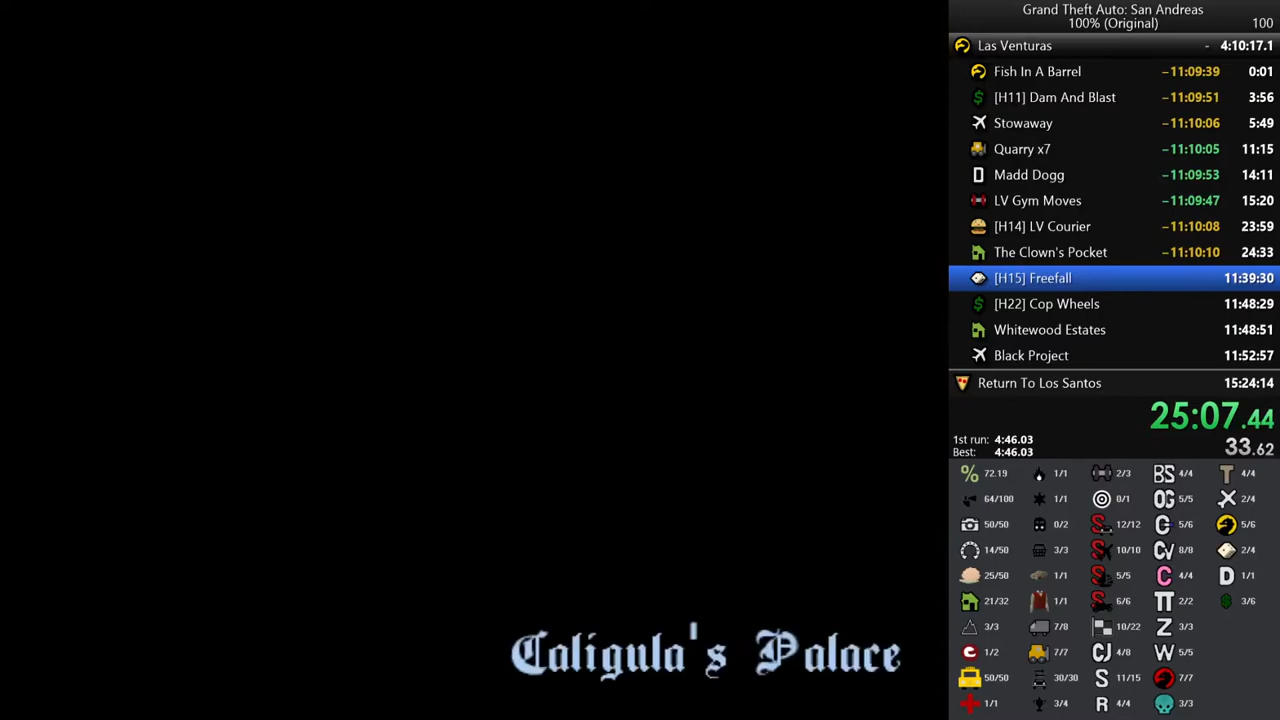 Grand Theft Auto: San Andreas
100% (Original) 100
Las Venturas - 4:10:17.1
Fish In A Barrel -11:09:39 0:01
[H11] Dam And Blast -11:09:51 3:56
Stowaway -11:10:06 5:49
Quarry x7 -11:10:05 11:15
Madd Dogg -11:09:53 14:11
LV Gym Moves -11:09:47 15:20
[H14] LV Courier -11:10:08 23:59
The Clown's Pocket -11:10:10 24:33
[H15] Freefall 11:39:30
[H22] Cop Wheels 11:48:29
Whitewood Estates 11:48:51
Black Project 11:52:57
Return To Los Santos 15:24:14
25:07.44
1st run: 4:46.03 33.62
Best: 4:46.03
% 72.19 1/1 2/3 BS 4/4 T 4/4
64/100 1/1 0/1 OG 5/5 2/4
50/50 0/2 S 12/12 C 5/6 5/6
14/50 3/3 S 10/10 CV 8/8 2/4
25/50 1/1 S 5/5 C 4/4 D 1/1
21/32 1/1 S 6/6 π 2/2 $ 3/6
3/3 7/8 10/22 Z 3/3
1/2 7/7 CJ 4/8 W 5/5
50/50 30/30 S 11/15 7/7
1/1 3/4 R 4/4 3/3
Caligula's Palace